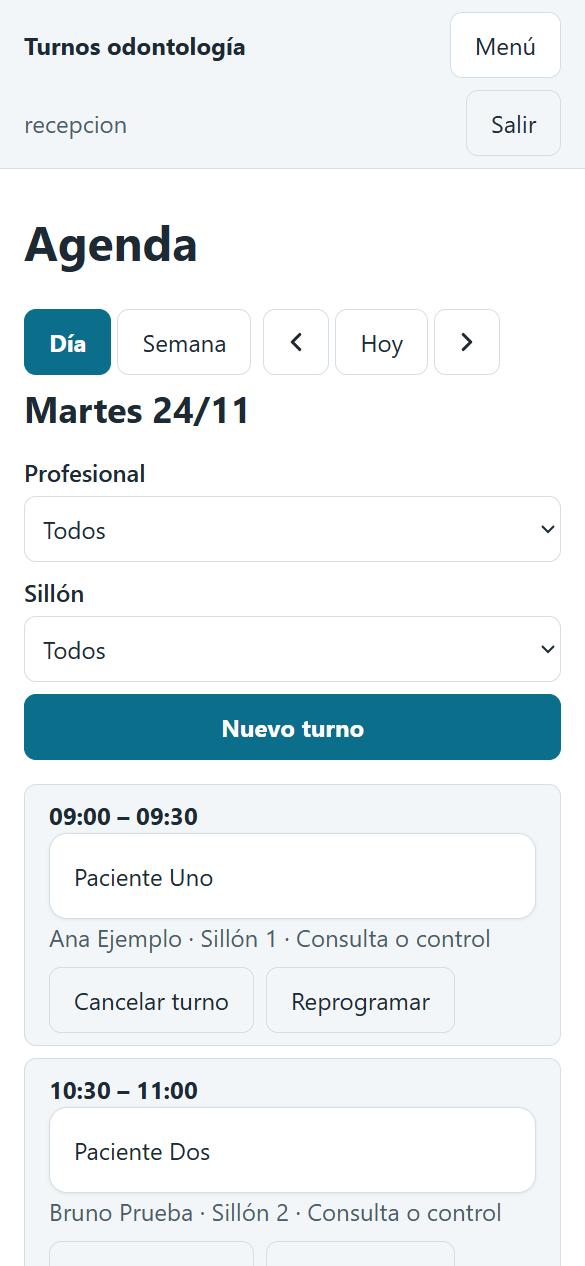 Turnos odontología
Menú
recepcion
Salir
Agenda
Día
Semana
Hoy
Martes 24/11
Profesional
Todos
Sillón
Todos
Nuevo turno
09:00 – 09:30
Paciente Uno
Ana Ejemplo · Sillón 1 · Consulta o control
Cancelar turno
Reprogramar
10:30 – 11:00
Paciente Dos
Bruno Prueba · Sillón 2 · Consulta o control